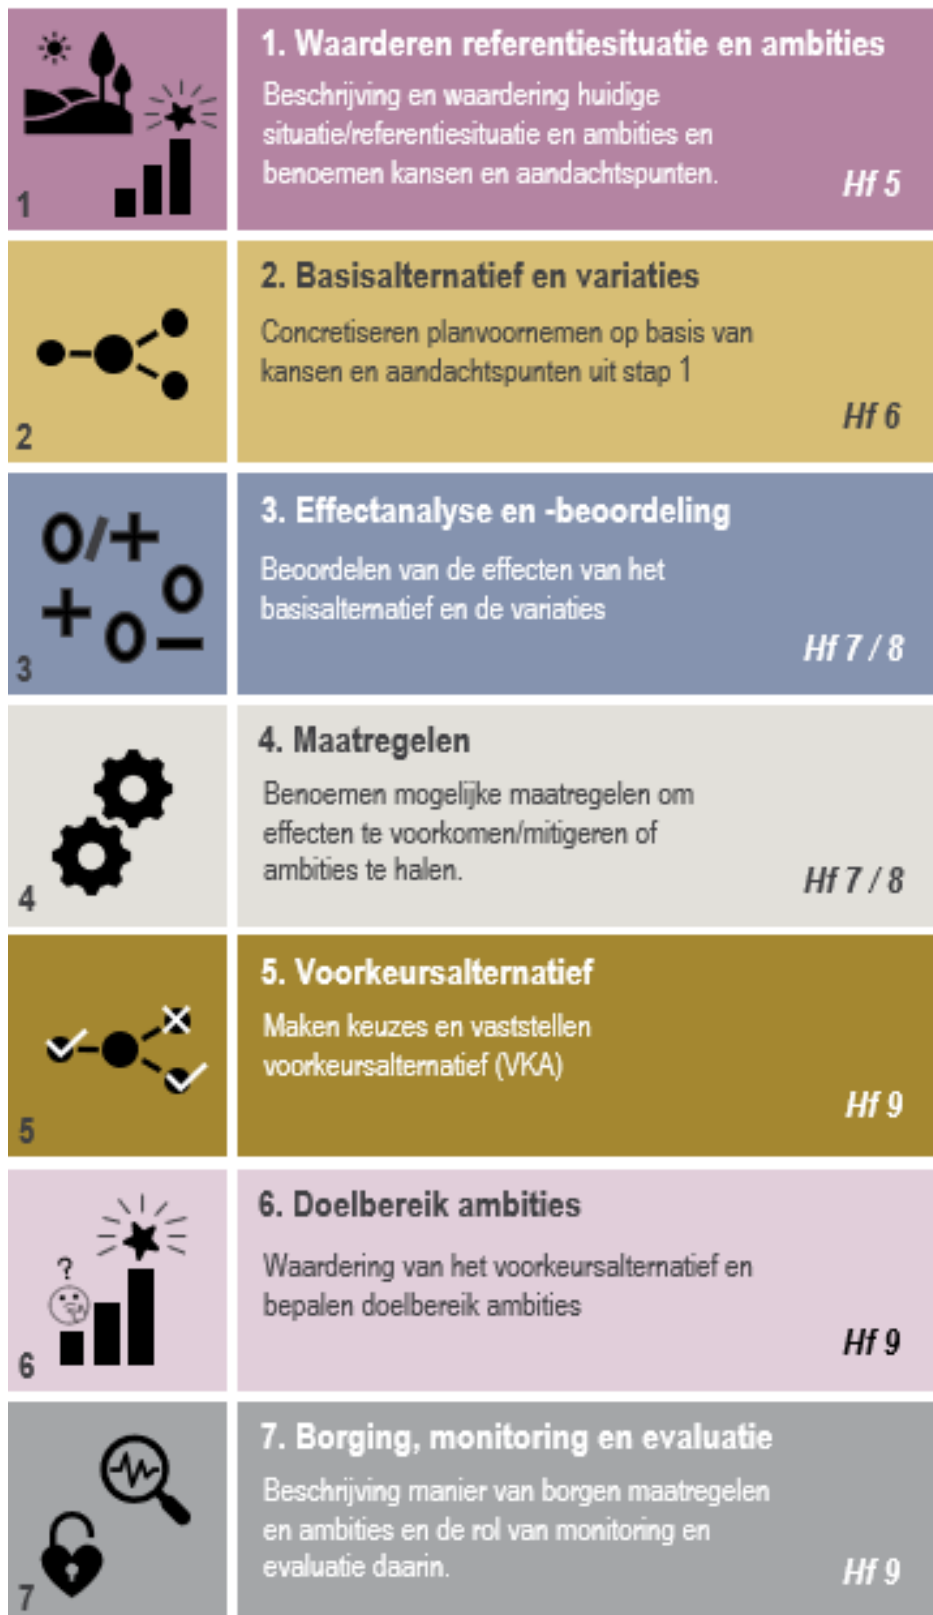 1. Waarderen referentiesituatie en ambities
Beschrijving en waardering huidige
situatie/referentiesituatie en ambities en
benoemen kansen en aandachtspunten.
Hf 5
1
2. Basisalternatief en variaties
Concretiseren planvoornemen op basis van
kansen en aandachtspunten uit stap 1
Hf 6
2
O/+
+ O O –
3. Effectanalyse en -beoordeling
Beoordelen van de effecten van het
basisalternatief en de variaties
Hf 7 / 8
3
4. Maatregelen
Benoemen mogelijke maatregelen om
effecten te voorkomen/mitigeren of
ambities te halen.
Hf 7 / 8
4
5. Voorkeursalternatief
Maken keuzes en vaststellen
voorkeursalternatief (VKA)
Hf 9
5
?
6. Doelbereik ambities
Waardering van het voorkeursalternatief en
bepalen doelbereik ambities
Hf 9
6
7. Borging, monitoring en evaluatie
Beschrijving manier van borgen maatregelen
en ambities en de rol van monitoring en
evaluatie daarin.
Hf 9
7